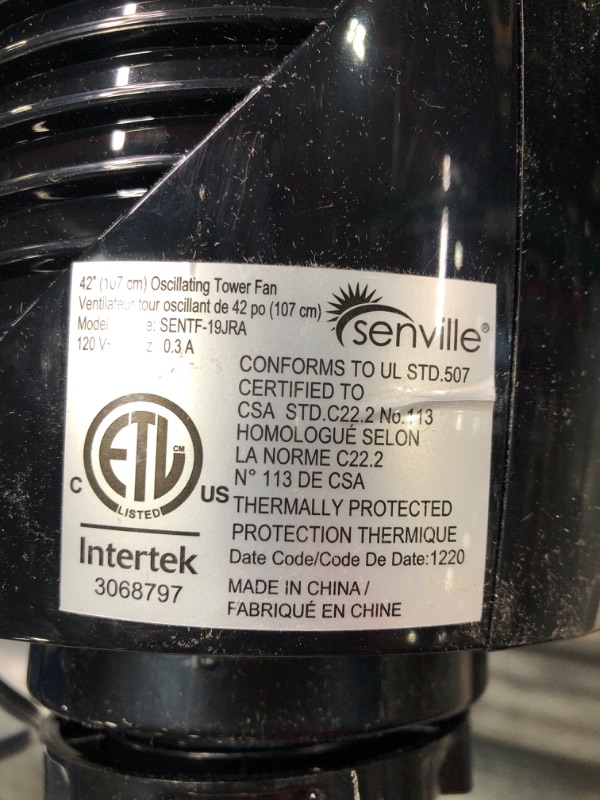 42" (107 cm) Oscillating Tower Fan
Ventilateur tour oscillant de 42 po (107 cm)
SENTF-19JRA
120 V~ 0.3 A
senville®
CONFORMS TO UL STD.507
CERTIFIED TO
CSA STD.C22.2 No.113
HOMOLOGUÉ SELON
LA NORME C22.2
N° 113 DE CSA
THERMALLY PROTECTED
PROTECTION THERMIQUE
Date Code/Code De Date:1220
MADE IN CHINA /
FABRIQUÉ EN CHINE
ETL CM
LISTED
C US
Intertek
3068797